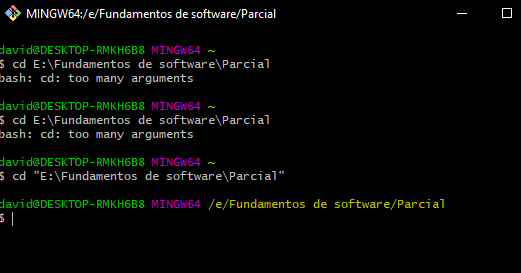 MINGW64:/e/Fundamentos de software/Parcial
david@DESKTOP-RMKH6B8 MINGW64 ~
$ cd E:\Fundamentos de software\Parcial
bash: cd: too many arguments
david@DESKTOP-RMKH6B8 MINGW64 ~
$ cd E:\Fundamentos de software\Parcial
bash: cd: too many arguments
david@DESKTOP-RMKH6B8 MINGW64 ~
$ cd "E:\Fundamentos de software\Parcial"
david@DESKTOP-RMKH6B8 MINGW64 /e/Fundamentos de software/Parcial
$